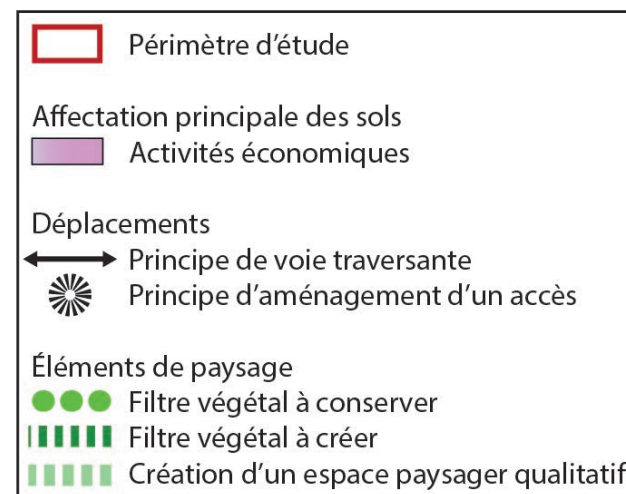 Périmètre d’étude
Affectation principale des sols
Activités économiques
Déplacements
Principe de voie traversante
Principe d’aménagement d’un accès
Éléments de paysage
Filtre végétal à conserver
Filtre végétal à créer
Création d’un espace paysager qualitatif